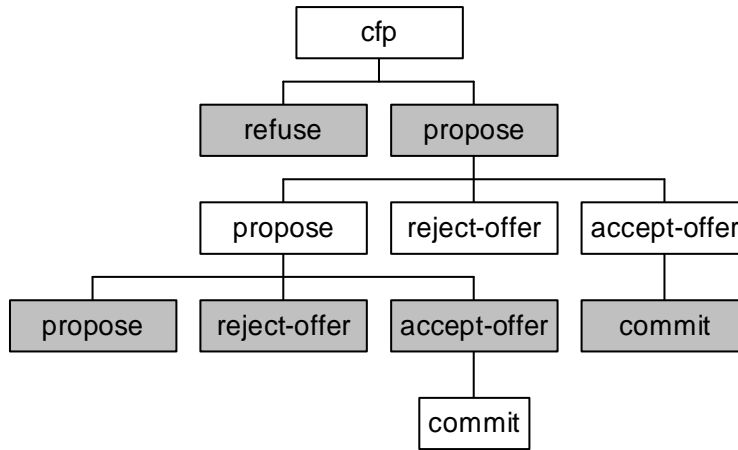 cfp
refuse
propose
propose
reject-offer
accept-offer
propose
reject-offer
accept-offer
commit
commit